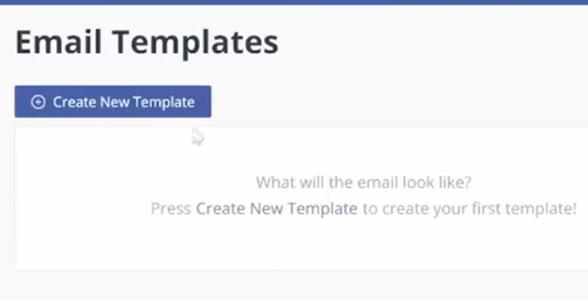 Email Templates
Create New Template
What will the email look like?
Press Create New Template to create your first template!